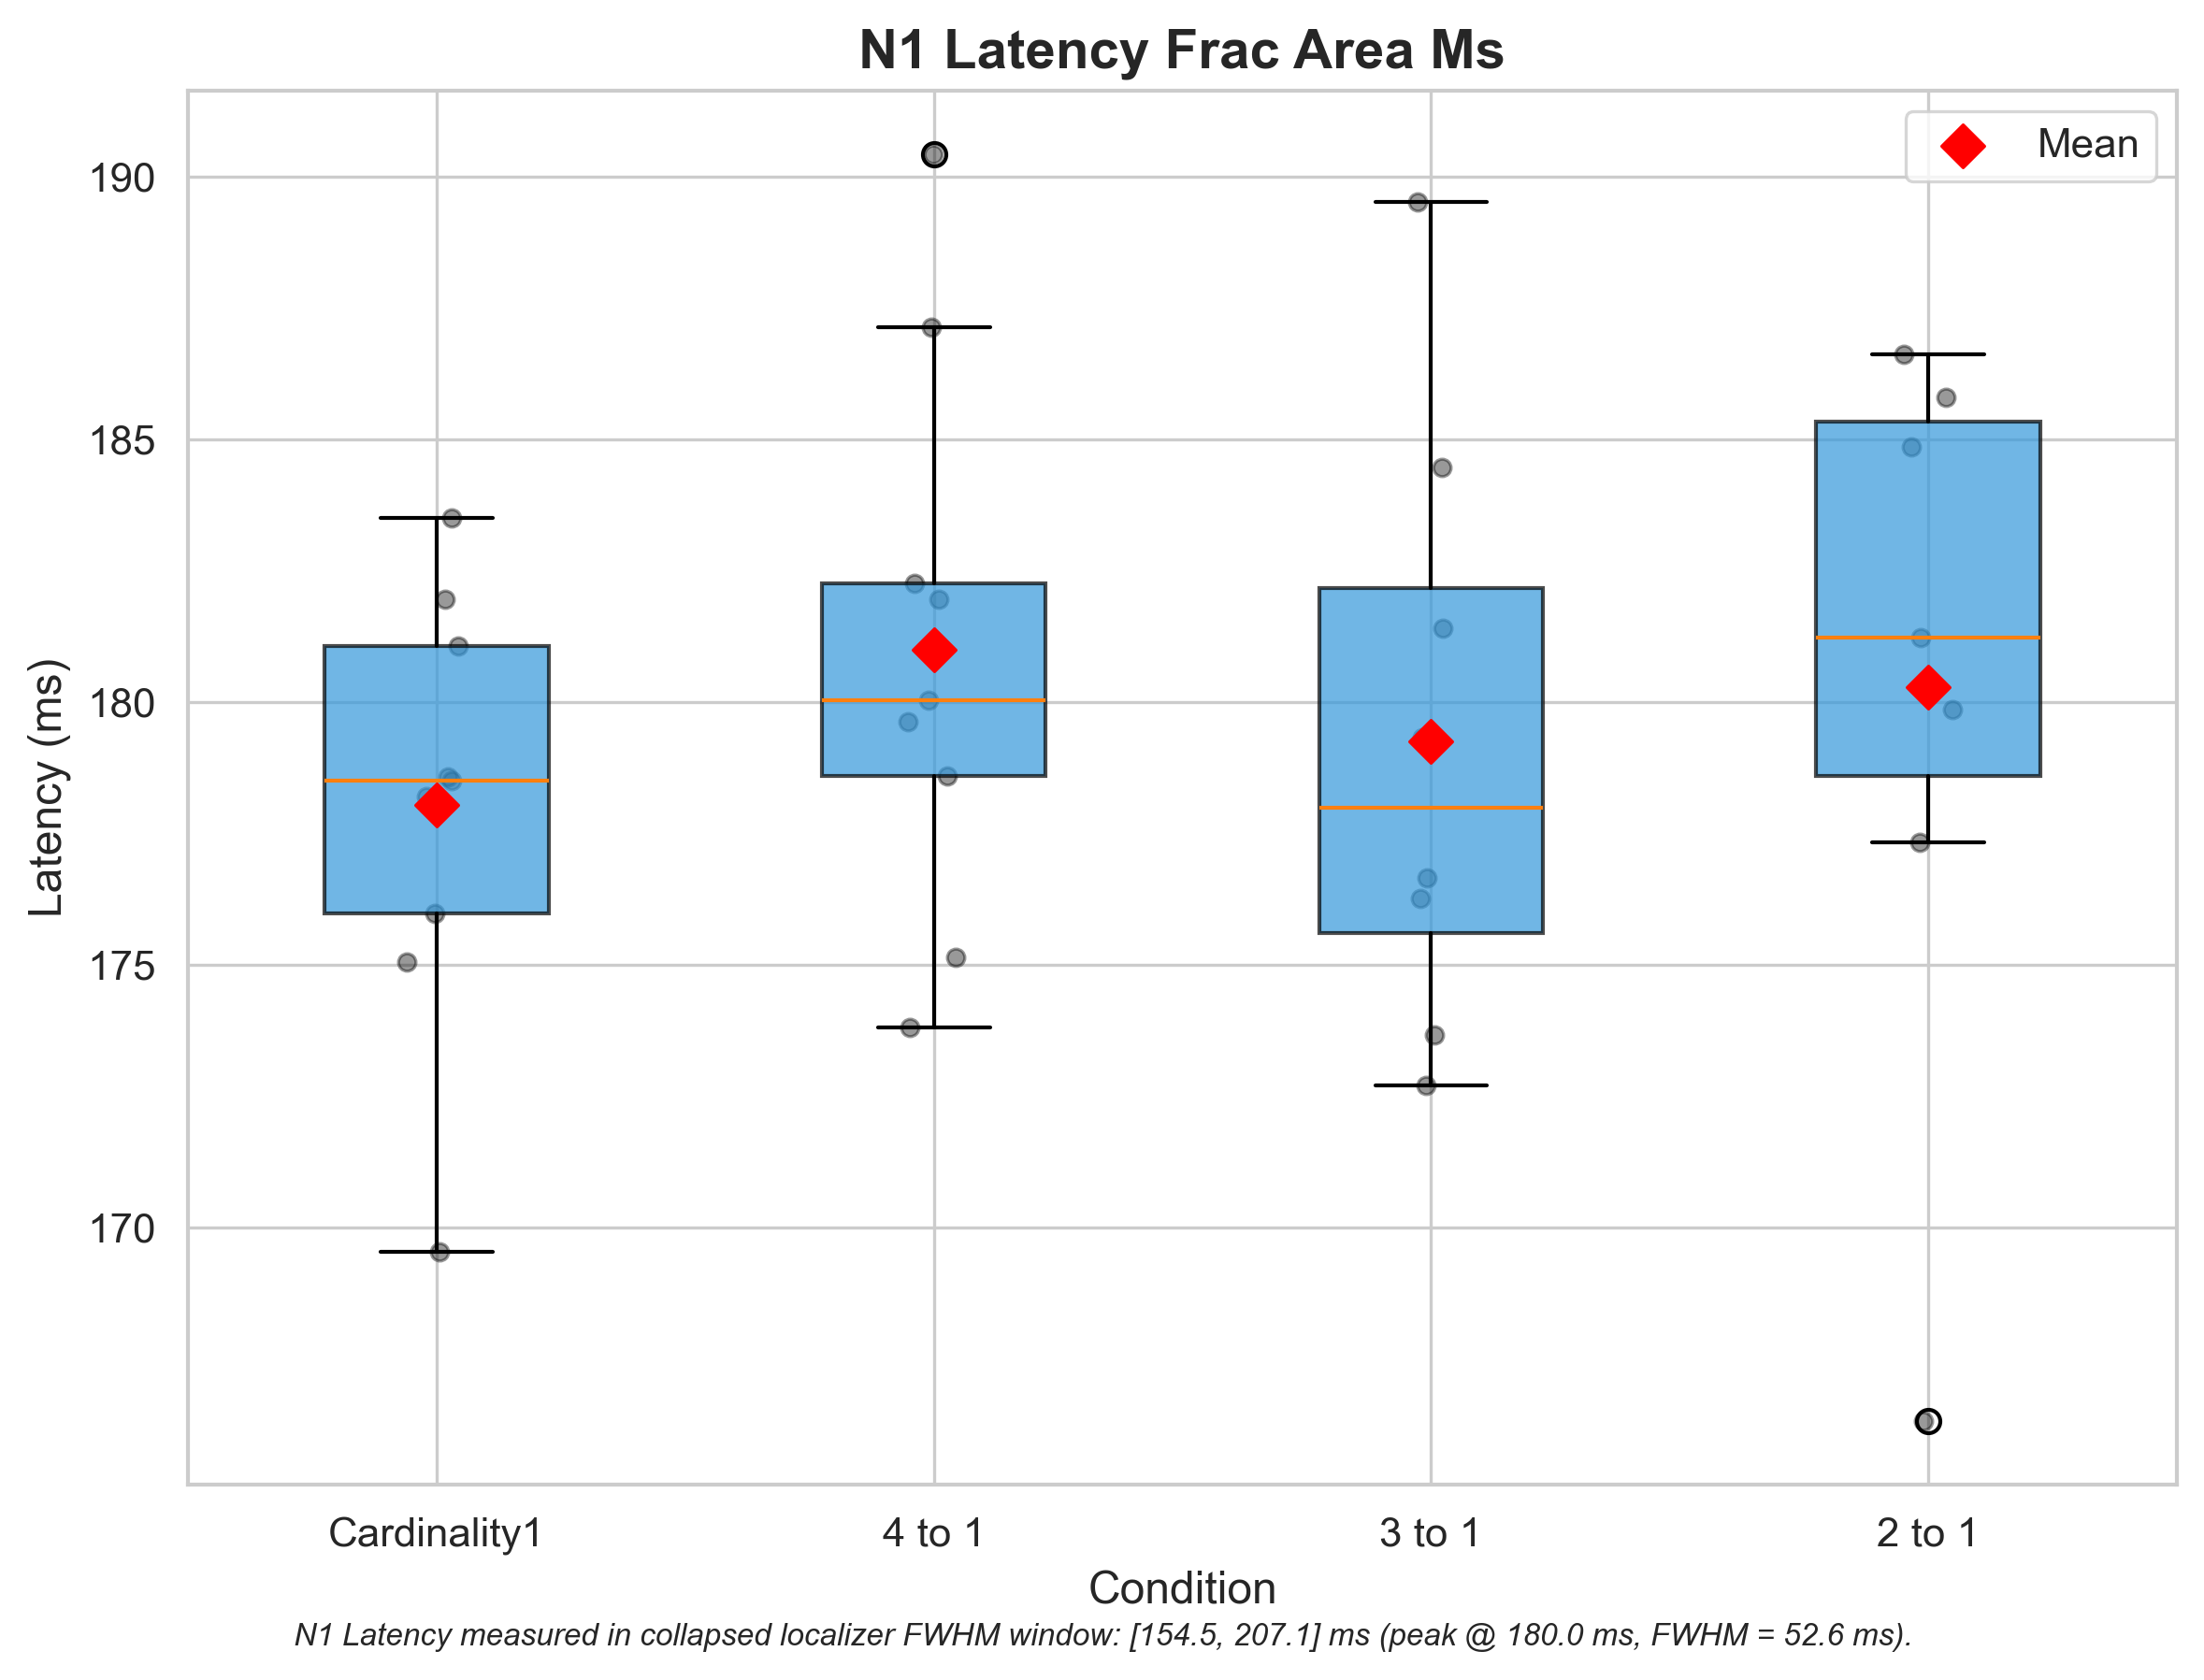 N1 Latency Frac Area Ms
Mean
190
185
180
175
170
Latency (ms)
Cardinality1
4 to 1
3 to 1
2 to 1
Condition
N1 Latency measured in collapsed localizer FWHM window: [154.5, 207.1] ms (peak @ 180.0 ms, FWHM = 52.6 ms).